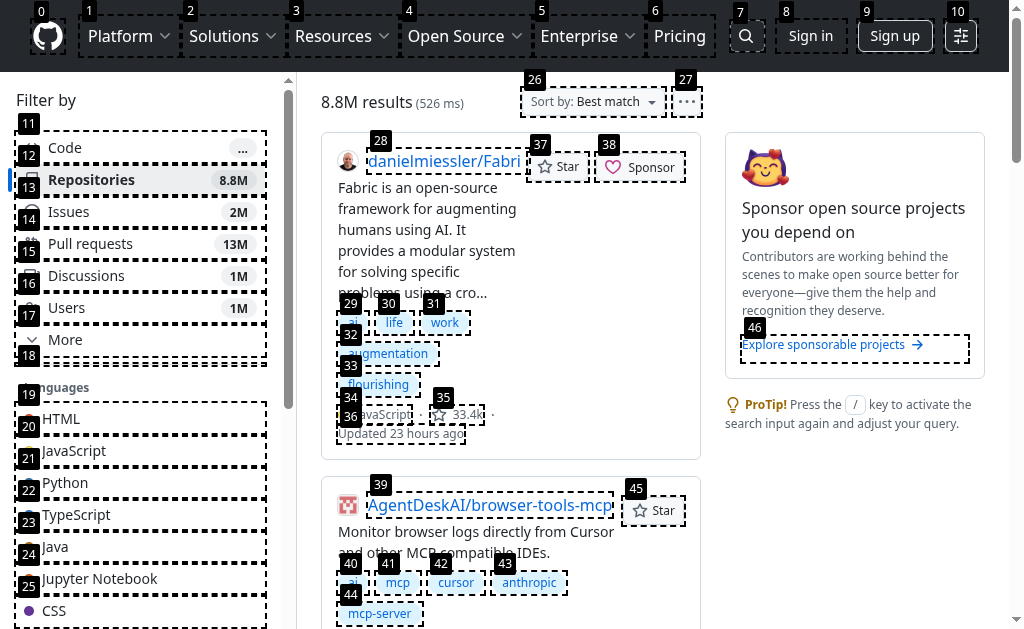 0 1 2 3 4 5 6 7 8 9 10
Platform Solutions Resources Open Source Enterprise Pricing Sign in Sign up
Filter by
11
12 Code ...
13 Repositories 8.8M
14 Issues 2M
15 Pull requests 13M
16 Discussions 1M
17 Users 1M
More
18
19 nguages
20 HTML
21 JavaScript
22 Python
23 TypeScript
24 Java
25 Jupyter Notebook
CSS
26 27
8.8M results (526 ms) Sort by: Best match ...
28 37 38
danielmiessler/Fabri Star Sponsor
Fabric is an open-source
framework for augmenting
humans using AI. It
provides a modular system
for solving specific
problems using a cro...
29 30 31
ai life work
32
augmentation
33
flourishing
34 35
36 JavaScript · 33.4k ·
Updated 23 hours ago
39 45
AgentDeskAI/browser-tools-mcp Star
Monitor browser logs directly from Cursor
and other MCP compatible IDEs.
40 41 42 43
ai mcp cursor anthropic
44
mcp-server
Sponsor open source projects
you depend on
Contributors are working behind the
scenes to make open source better for
everyone—give them the help and
recognition they deserve.
46
Explore sponsorable projects →
ProTip! Press the / key to activate the
search input again and adjust your query.